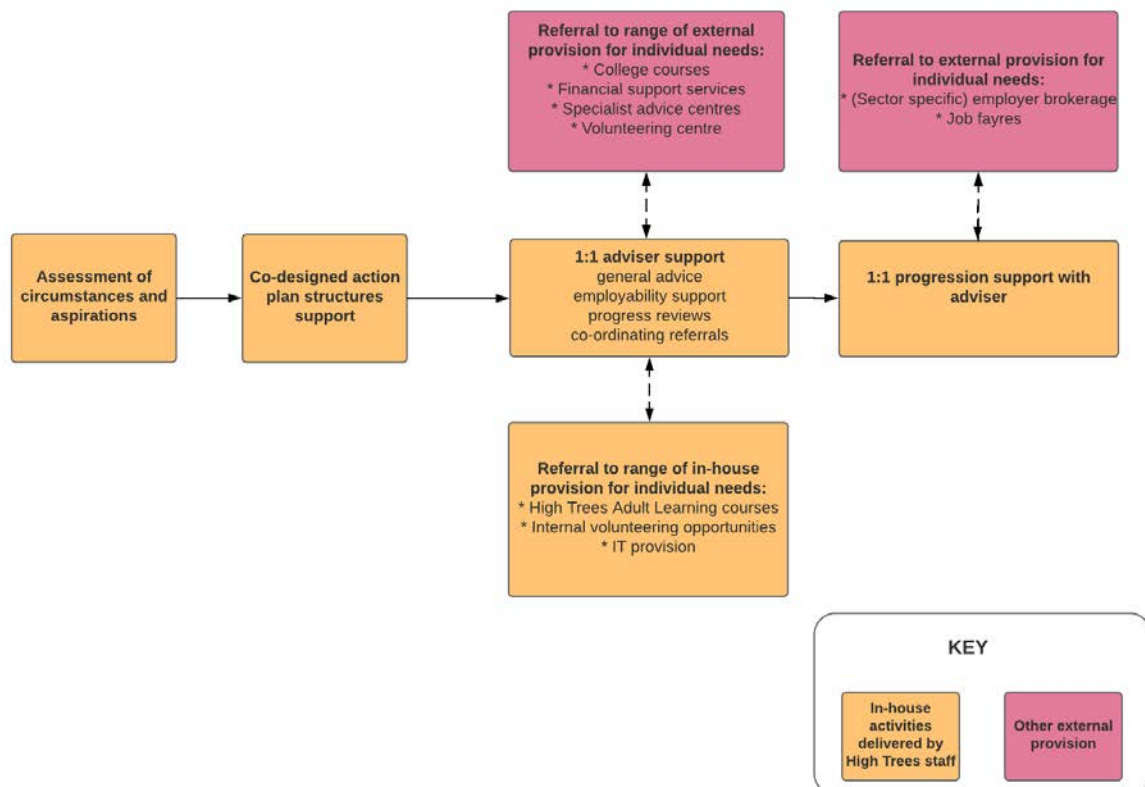 Referral to range of external
provision for individual needs:
* College courses
* Financial support services
* Specialist advice centres
* Volunteering centre
Referral to external provision for
individual needs:
* (Sector specific) employer brokerage
* Job fayres
Assessment of
circumstances and
aspirations
Co-designed action
plan structures
support
1:1 adviser support
general advice
employability support
progress reviews
co-ordinating referrals
1:1 progression support with
adviser
Referral to range of in-house
provision for individual needs:
* High Trees Adult Learning courses
* Internal volunteering opportunities
* IT provision
KEY
In-house
activities
delivered by
High Trees staff
Other external
provision